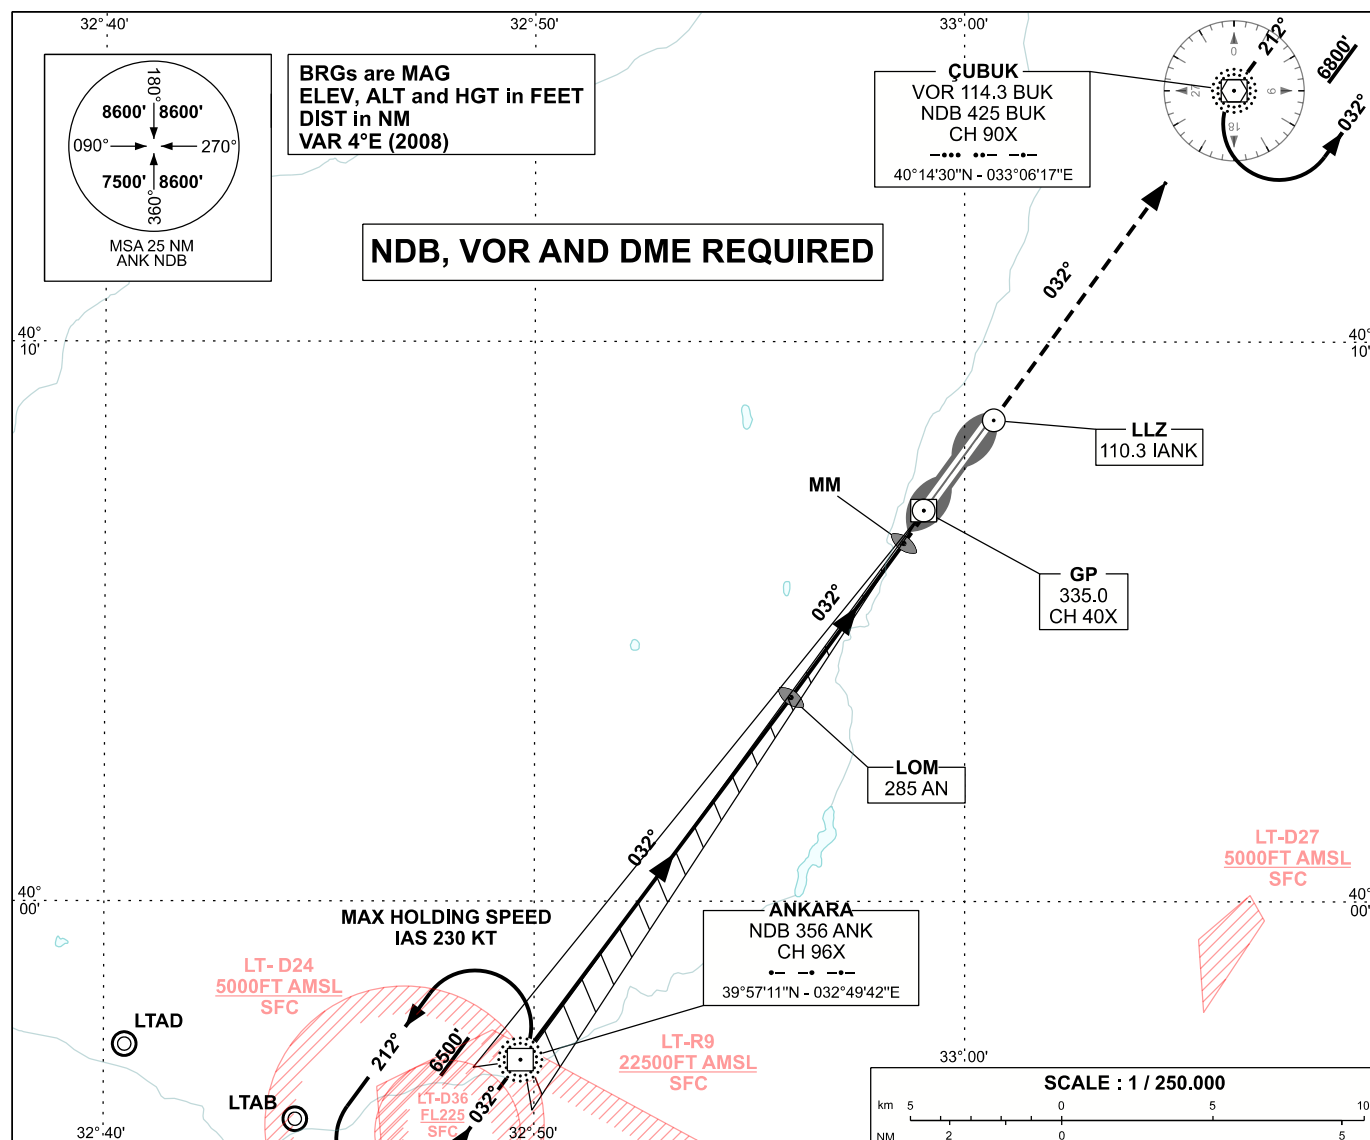 32°40'
32°50'
33°00'
180°
8600'
8600'
090°
270°
7500'
8600'
360°
MSA 25 NM
ANK NDB
BRGs are MAG
ELEV, ALT and HGT in FEET
DIST in NM
VAR 4°E (2008)
NDB, VOR AND DME REQUIRED
ÇUBUK
VOR 114.3 BUK
NDB 425 BUK
CH 90X
40°14'30"N - 033°06'17"E
0
9
18
27
212°
6800'
032°
032°
40°
10'
40°
10'
LLZ
110.3 IANK
MM
GP
335.0
CH 40X
032°
LOM
285 AN
032°
LT-D27
5000FT AMSL
SFC
40°
00'
40°
00'
MAX HOLDING SPEED
IAS 230 KT
ANKARA
NDB 356 ANK
CH 96X
39°57'11"N - 032°49'42"E
LT- D24
5000FT AMSL
SFC
LTAD
212°
6500'
LT-R9
22500FT AMSL
SFC
33°00'
LTAB
LT-D36
FL225
SFC
032°
32°40'
32°50'
SCALE : 1 / 250.000
km 5 0 5 10
NM 2 0 5